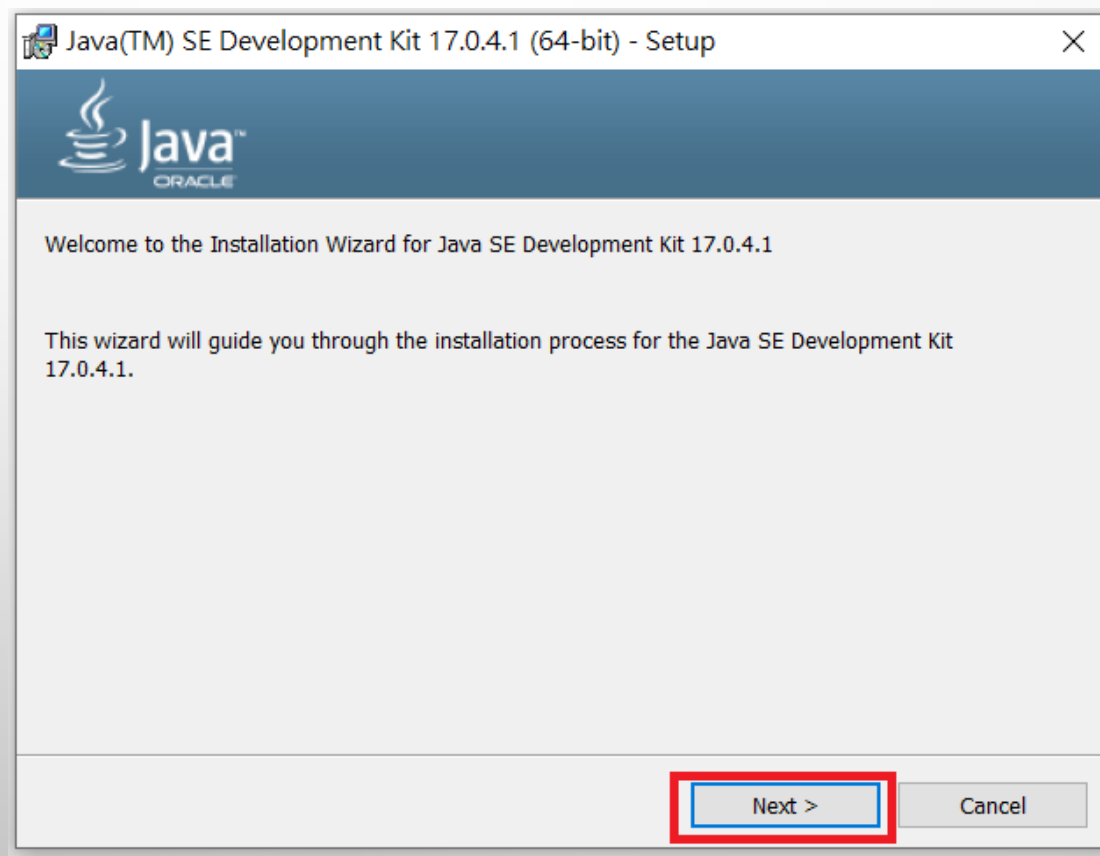 Java(TM) SE Development Kit 17.0.4.1 (64-bit) - Setup
Java™
ORACLE
Welcome to the Installation Wizard for Java SE Development Kit 17.0.4.1
This wizard will guide you through the installation process for the Java SE Development Kit
17.0.4.1.
Next >
Cancel